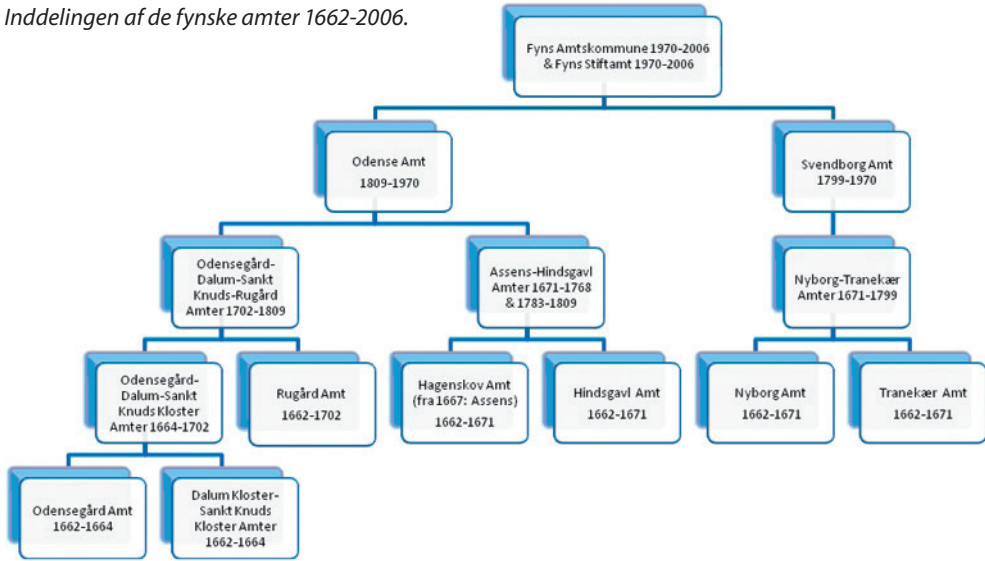 Inddelingen af de fynske amter 1662-2006.
Fyns Amtskommune 1970-2006
& Fyns Stiftamt 1970-2006
Odense Amt
1809-1970
Svendborg Amt
1799-1970
Odensegård-
Dalum-Sankt
Knuds-Rugård
Amter 1702-1809
Assens-Hindsgavl
Amter 1671-1768
& 1783-1809
Nyborg-Tranekær
Amter 1671-1799
Odensegård-
Dalum-Sankt
Knuds Kloster
Amter 1664-1702
Rugård Amt
1662-1702
Hagenskov Amt
(fra 1667: Assens)
1662-1671
Hindsgavl Amt
1662-1671
Nyborg Amt
1662-1671
Tranekær Amt
1662-1671
Odensegård Amt
1662-1664
Dalum Kloster-
Sankt Knuds
Kloster Amter
1662-1664